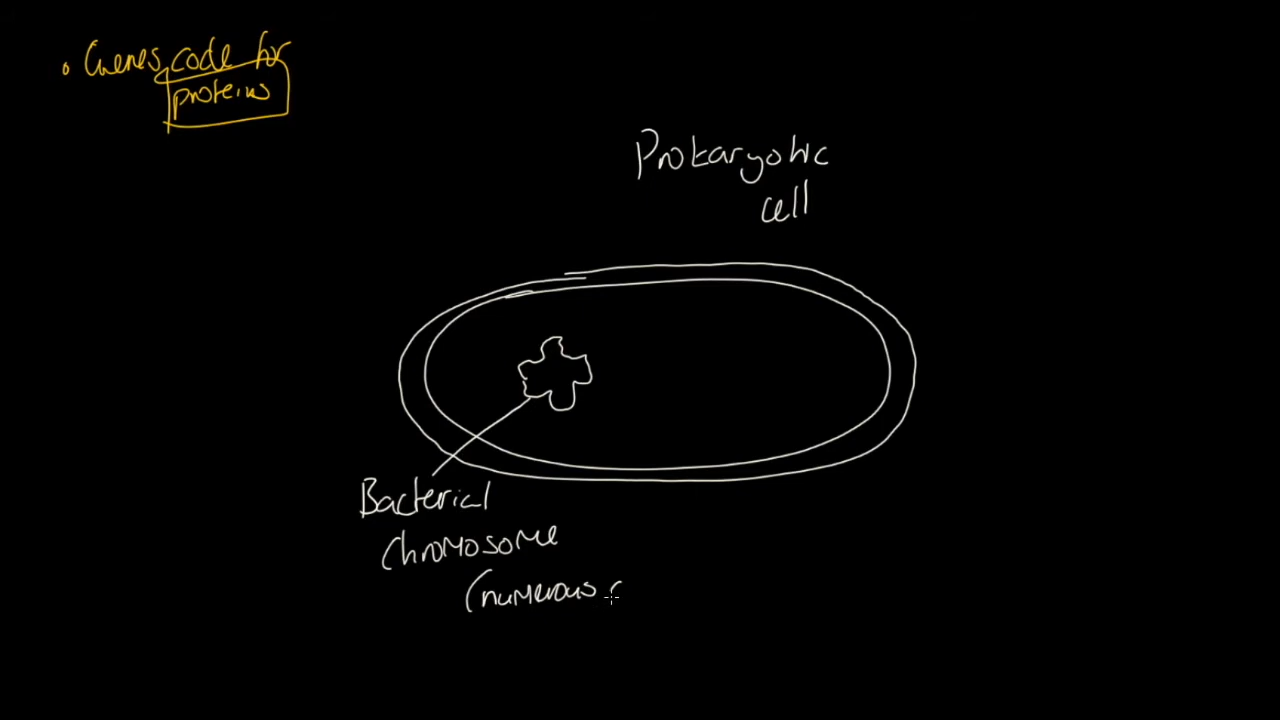 • Genes code for
proteins
Prokaryotic
cell
Bacterial
chromosome
(numerous